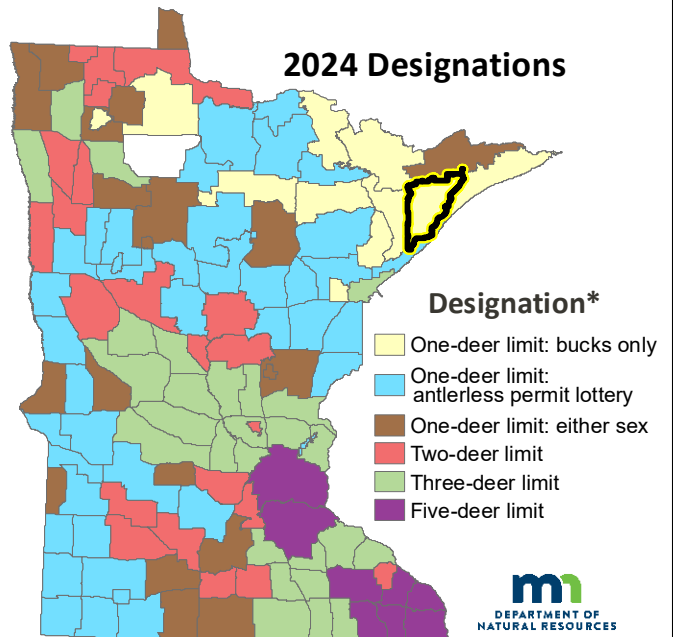 2024 Designations
Designation*
One-deer limit: bucks only
One-deer limit:
antlerless permit lottery
One-deer limit: either sex
Two-deer limit
Three-deer limit
Five-deer limit
mn
DEPARTMENT OF
NATURAL RESOURCES